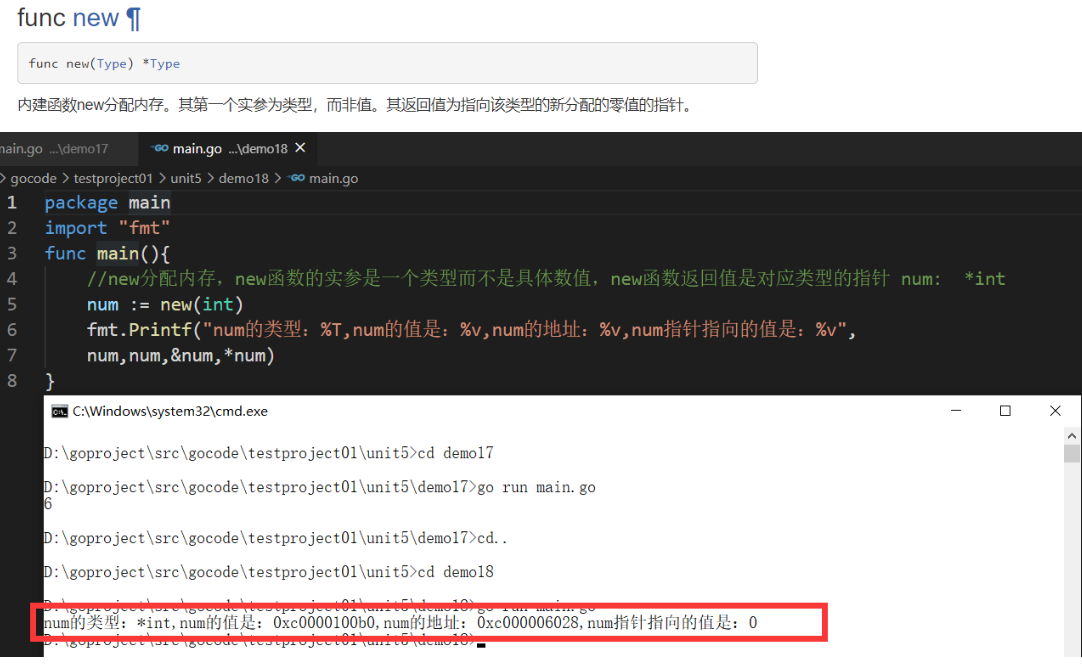 func new ¶
func new(Type) *Type
内建函数new分配内存。其第一个实参为类型，而非值。其返回值为指向该类型的新分配的零值的指针。
main.go ...\demo17 GO main.go ...\demo18 ×
> gocode > testproject01 > unit5 > demo18 > GO main.go
1 package main
2 import "fmt"
3 func main(){
4 //new分配内存，new函数的实参是一个类型而不是具体数值，new函数返回值是对应类型的指针 num: *int
5 num := new(int)
6 fmt.Printf("num的类型：%T,num的值是：%v,num的地址：%v,num指针指向的值是：%v",
7 num,num,&num,*num)
8 }
C:\Windows\system32\cmd.exe
D:\goproject\src\gocode\testproject01\unit5>cd demo17
D:\goproject\src\gocode\testproject01\unit5\demo17>go run main.go
6
D:\goproject\src\gocode\testproject01\unit5\demo17>cd..
D:\goproject\src\gocode\testproject01\unit5>cd demo18
D:\goproject\src\gocode\testproject01\unit5\demo18>go run main.go
num的类型：*int,num的值是：0xc0000100b0,num的地址：0xc000006028,num指针指向的值是：0
D:\goproject\src\gocode\testproject01\unit5\demo18>